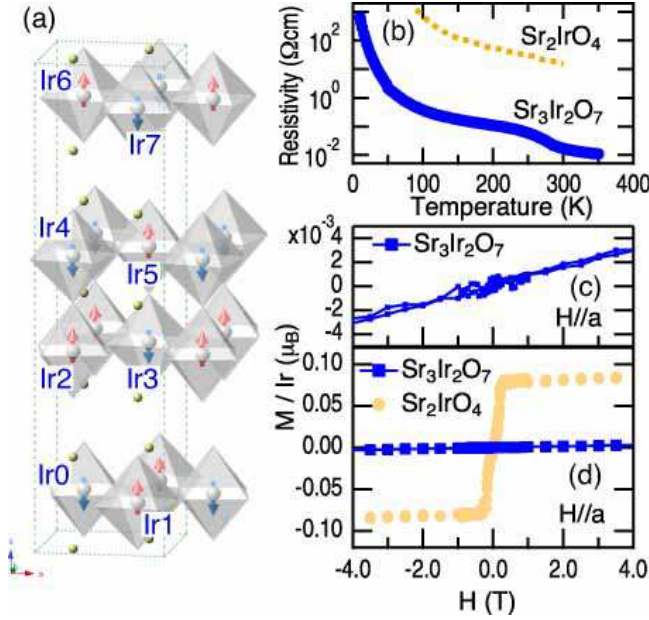 (a)
Ir6
Ir7
Ir4
Ir5
Ir2
Ir3
Ir0
Ir1
(b)
Sr₂IrO₄
Sr₃Ir₂O₇
Resistivity (Ωcm)
10²
10⁰
10⁻²
0 100 200 300 400
Temperature (K)
x10⁻³
Sr₃Ir₂O₇
2
0
-2
-4
(c)
H//a
M / Ir (μB)
Sr₃Ir₂O₇
Sr₂IrO₄
0.10
0.05
0.00
-0.05
-0.10
(d)
H//a
-4.0 -2.0 0.0 2.0 4.0
H (T)